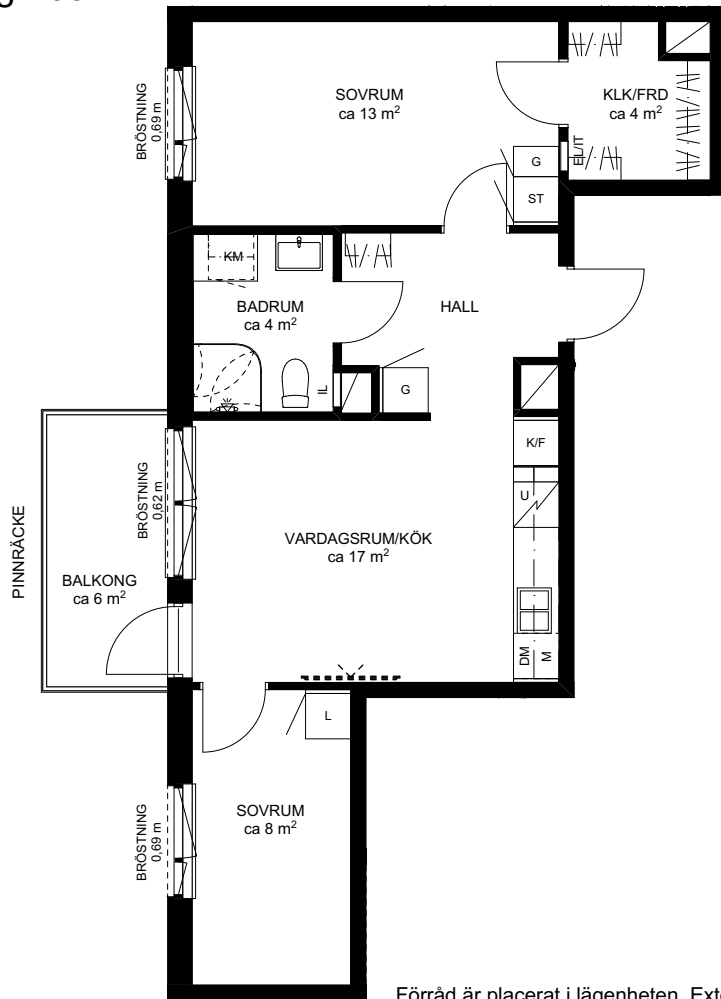 SOVRUM
ca 13 m²
KLK/FRD
ca 4 m²
BRÖSTNING
0,69 m
EL/IT
G
ST
KM
BADRUM
ca 4 m²
HALL
IL
G
K/F
U
BRÖSTNING
0,62 m
VARDAGSRUM/KÖK
ca 17 m²
PINNRÄCKE
BALKONG
ca 6 m²
DM
M
L
SOVRUM
ca 8 m²
BRÖSTNING
0,69 m
Förråd är placerat i lägenheten.